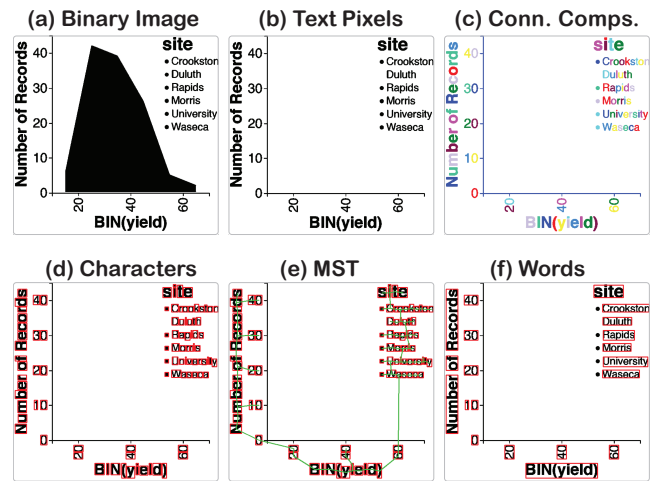 (a) Binary Image
Number of Records
40
30
20
10
0
20
40
60
BIN(yield)
site
Crookston
Duluth
Rapids
Morris
University
Waseca
(b) Text Pixels
Number of Records
40
30
20
10
0
20
40
60
BIN(yield)
site
Crookston
Duluth
Rapids
Morris
University
Waseca
(c) Conn. Comps.
Number of Records
40
30
20
10
0
20
40
60
BIN(yield)
site
Crookston
Duluth
Rapids
Morris
University
Waseca
(d) Characters
Number of Records
40
30
20
10
0
20
40
60
BIN(yield)
site
Crookston
Duluth
Rapids
Morris
University
Waseca
(e) MST
Number of Records
40
30
20
10
0
20
40
60
BIN(yield)
site
Crookston
Duluth
Rapids
Morris
University
Waseca
(f) Words
Number of Records
40
30
20
10
0
20
40
60
BIN(yield)
site
Crookston
Duluth
Rapids
Morris
University
Waseca